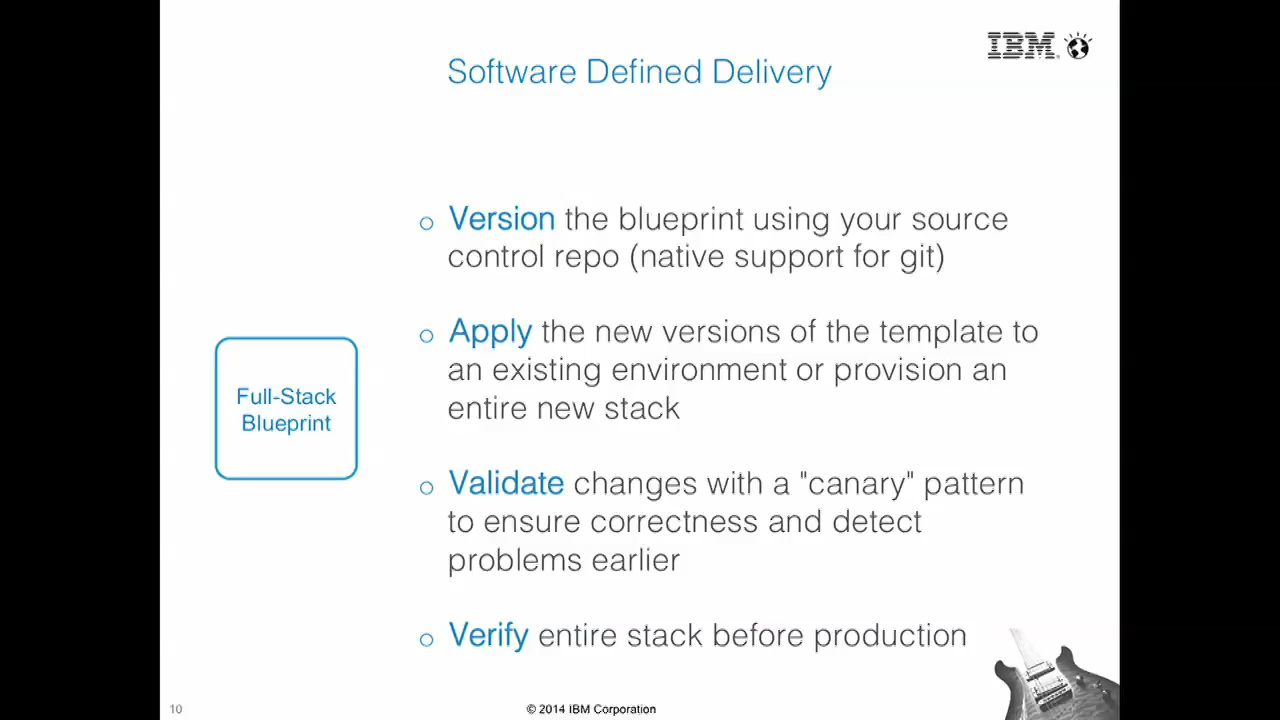 IBM
Software Defined Delivery
o Version the blueprint using your source
control repo (native support for git)
o Apply the new versions of the template to
an existing environment or provision an
entire new stack
Full-Stack
Blueprint
o Validate changes with a "canary" pattern
to ensure correctness and detect
problems earlier
o Verify entire stack before production
10
© 2014 IBM Corporation